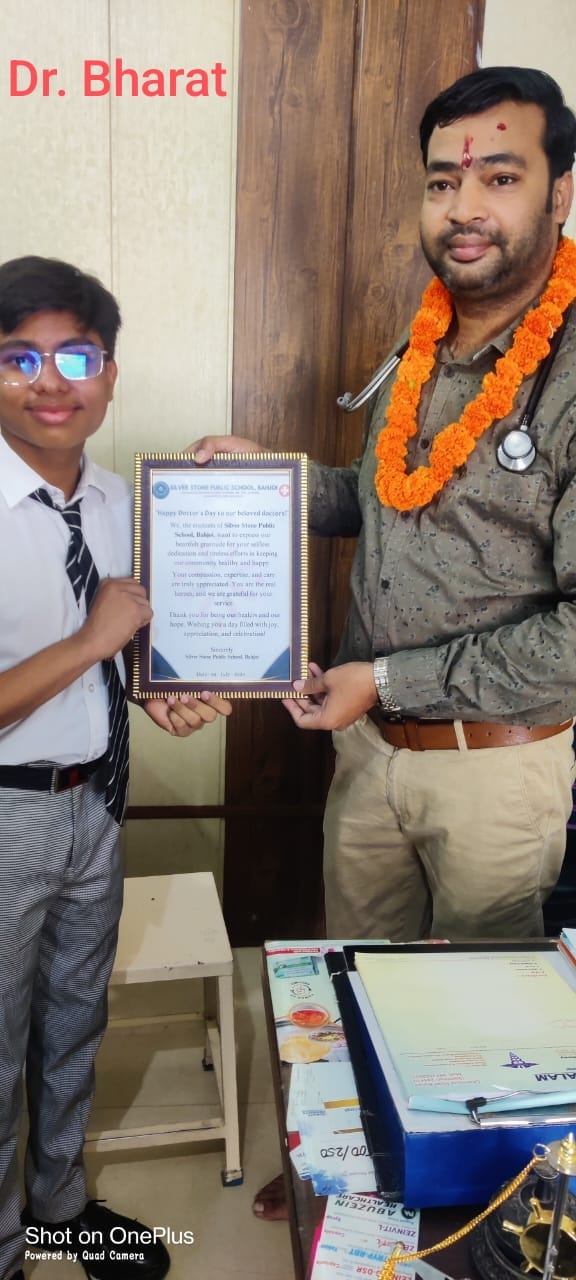 Dr. Bharat
SILVER STONE PUBLIC SCHOOL, BAHJOI
"Happy Doctor's Day to our beloved doctors!"
We, the students of Silver Stone Public
School, Bahjoi, want to express our
heartfelt gratitude for your selfless
dedication and tireless efforts in keeping
our community healthy and happy.
Your compassion, expertise, and care
are truly appreciated. You are the real
heroes, and we are grateful for your
service.
Thank you for being our healers and our
hope. Wishing you a day filled with joy,
appreciation, and celebration!
Sincerely
Silver Stone Public School, Bahjoi
ALAM
500/250
ABUZEIN
HEALTHCARE
ZEINVIT-L
Shot on OnePlus
Powered by Quad Camera